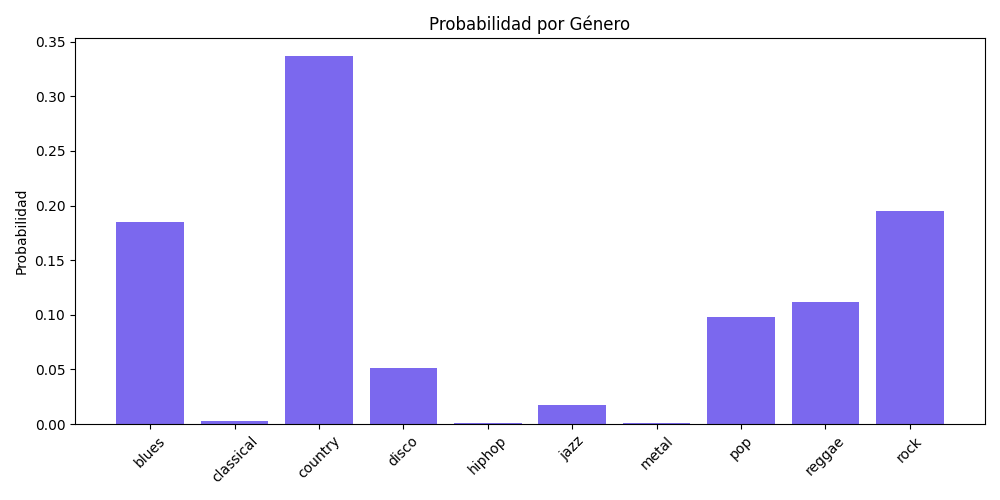 Probabilidad por Género
Probabilidad
0.35
0.30
0.25
0.20
0.15
0.10
0.05
0.00
blues
classical
country
disco
hiphop
jazz
metal
pop
reggae
rock